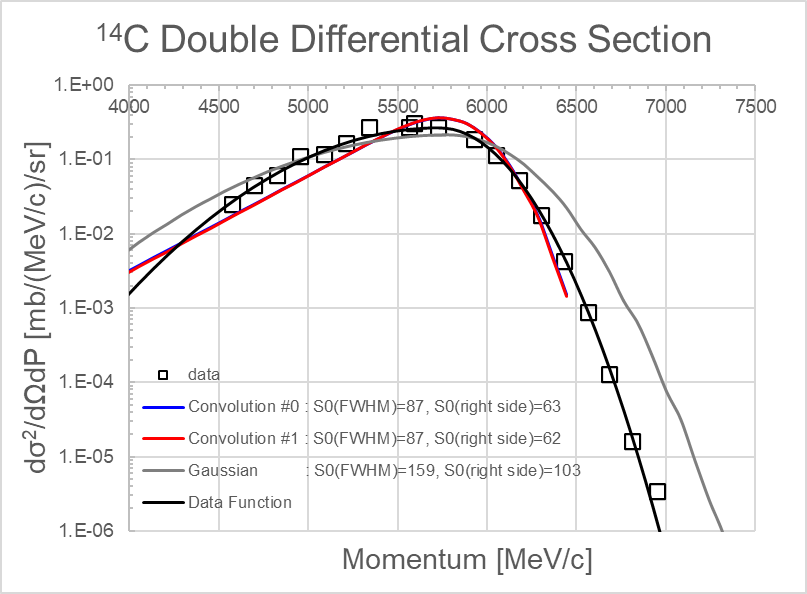 ¹⁴C Double Differential Cross Section
1.E+00
4000 4500 5000 5500 6000 6500 7000 7500
1.E-01
1.E-02
1.E-03
1.E-04
1.E-05
1.E-06
dσ²/dΩdP [mb/(MeV/c)/sr]
data
Convolution #0 : S0(FWHM)=87, S0(right side)=63
Convolution #1 : S0(FWHM)=87, S0(right side)=62
Gaussian : S0(FWHM)=159, S0(right side)=103
Data Function
Momentum [MeV/c]